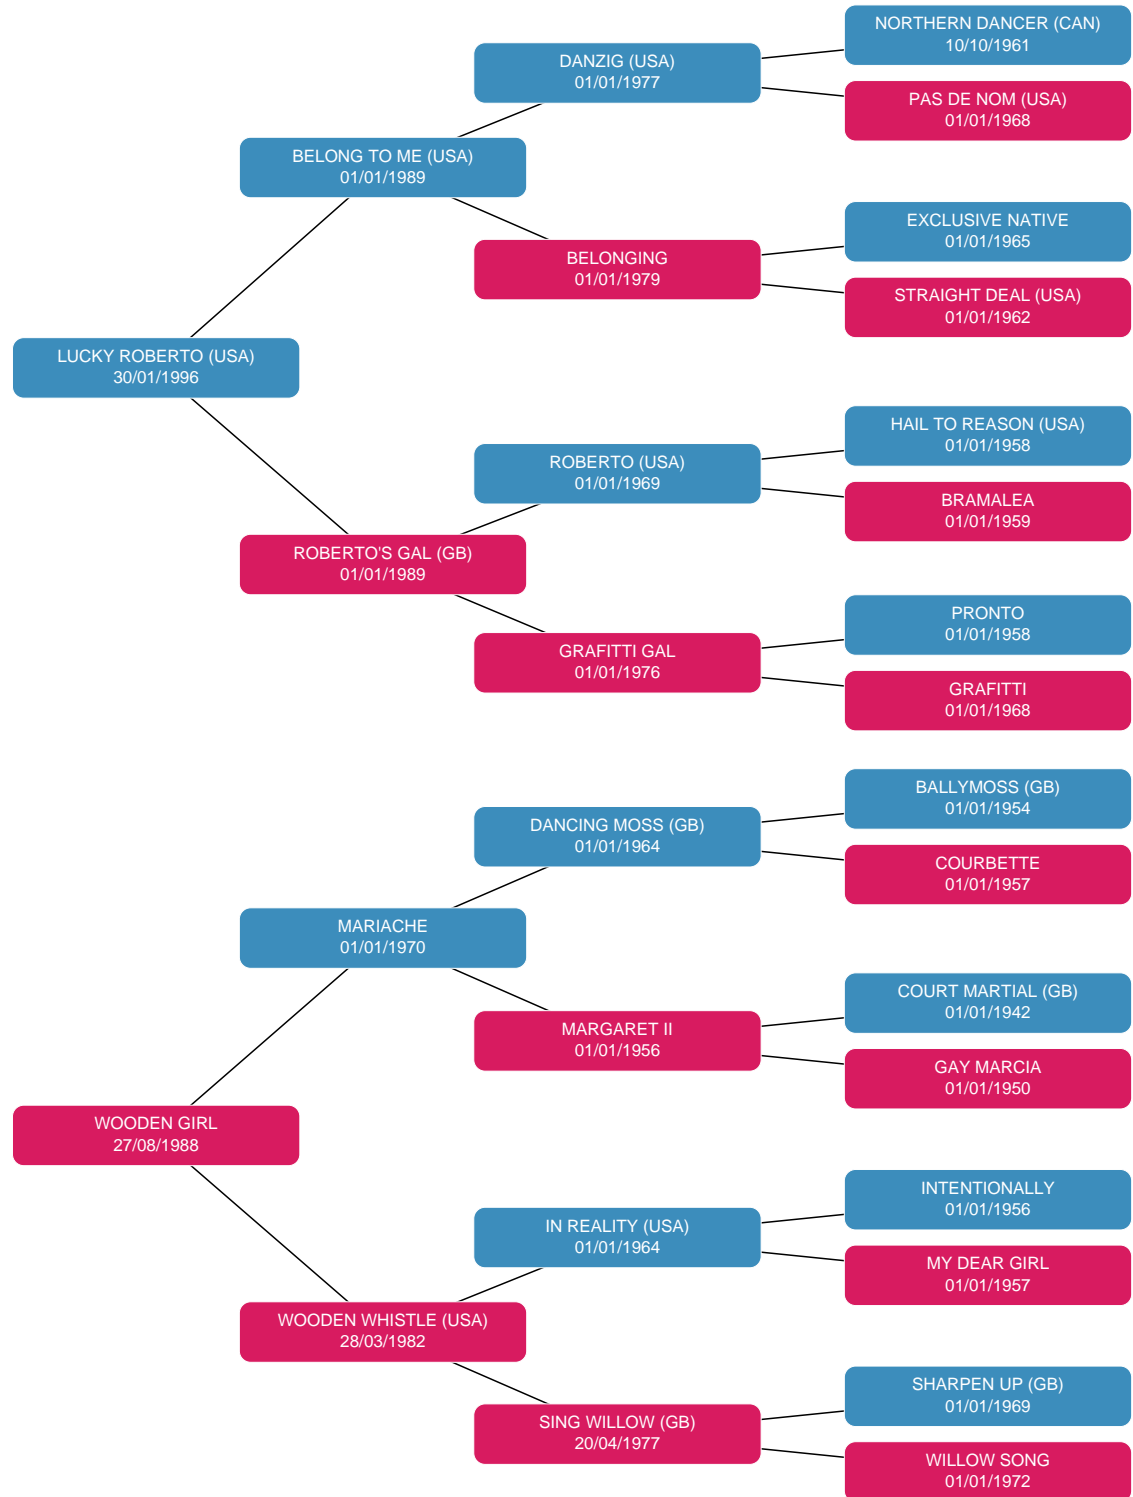 NORTHERN DANCER (CAN)
10/10/1961
DANZIG (USA)
01/01/1977
PAS DE NOM (USA)
01/01/1968
BELONG TO ME (USA)
01/01/1989
EXCLUSIVE NATIVE
01/01/1965
BELONGING
01/01/1979
STRAIGHT DEAL (USA)
01/01/1962
LUCKY ROBERTO (USA)
30/01/1996
HAIL TO REASON (USA)
01/01/1958
ROBERTO (USA)
01/01/1969
BRAMALEA
01/01/1959
ROBERTO'S GAL (GB)
01/01/1989
PRONTO
01/01/1958
GRAFITTI GAL
01/01/1976
GRAFITTI
01/01/1968
BALLYMOSS (GB)
01/01/1954
DANCING MOSS (GB)
01/01/1964
COURBETTE
01/01/1957
MARIACHE
01/01/1970
COURT MARTIAL (GB)
01/01/1942
MARGARET II
01/01/1956
GAY MARCIA
01/01/1950
WOODEN GIRL
27/08/1988
INTENTIONALLY
01/01/1956
IN REALITY (USA)
01/01/1964
MY DEAR GIRL
01/01/1957
WOODEN WHISTLE (USA)
28/03/1982
SHARPEN UP (GB)
01/01/1969
SING WILLOW (GB)
20/04/1977
WILLOW SONG
01/01/1972